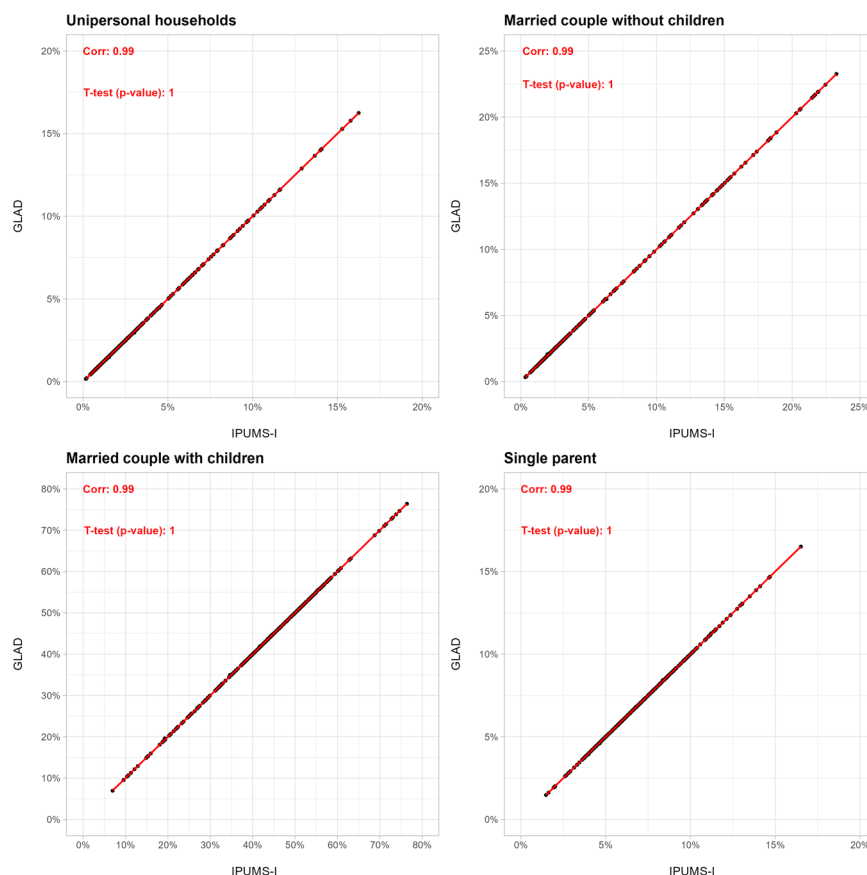 Unipersonal households
Corr: 0.99
T-test (p-value): 1
20%
15%
10%
5%
0%
GLAD
0% 5% 10% 15% 20%
IPUMS-I
Married couple without children
Corr: 0.99
T-test (p-value): 1
25%
20%
15%
10%
5%
0%
GLAD
0% 5% 10% 15% 20% 25%
IPUMS-I
Married couple with children
Corr: 0.99
T-test (p-value): 1
80%
70%
60%
50%
40%
30%
20%
10%
0%
GLAD
0% 10% 20% 30% 40% 50% 60% 70% 80%
IPUMS-I
Single parent
Corr: 0.99
T-test (p-value): 1
20%
15%
10%
5%
0%
GLAD
0% 5% 10% 15% 20%
IPUMS-I